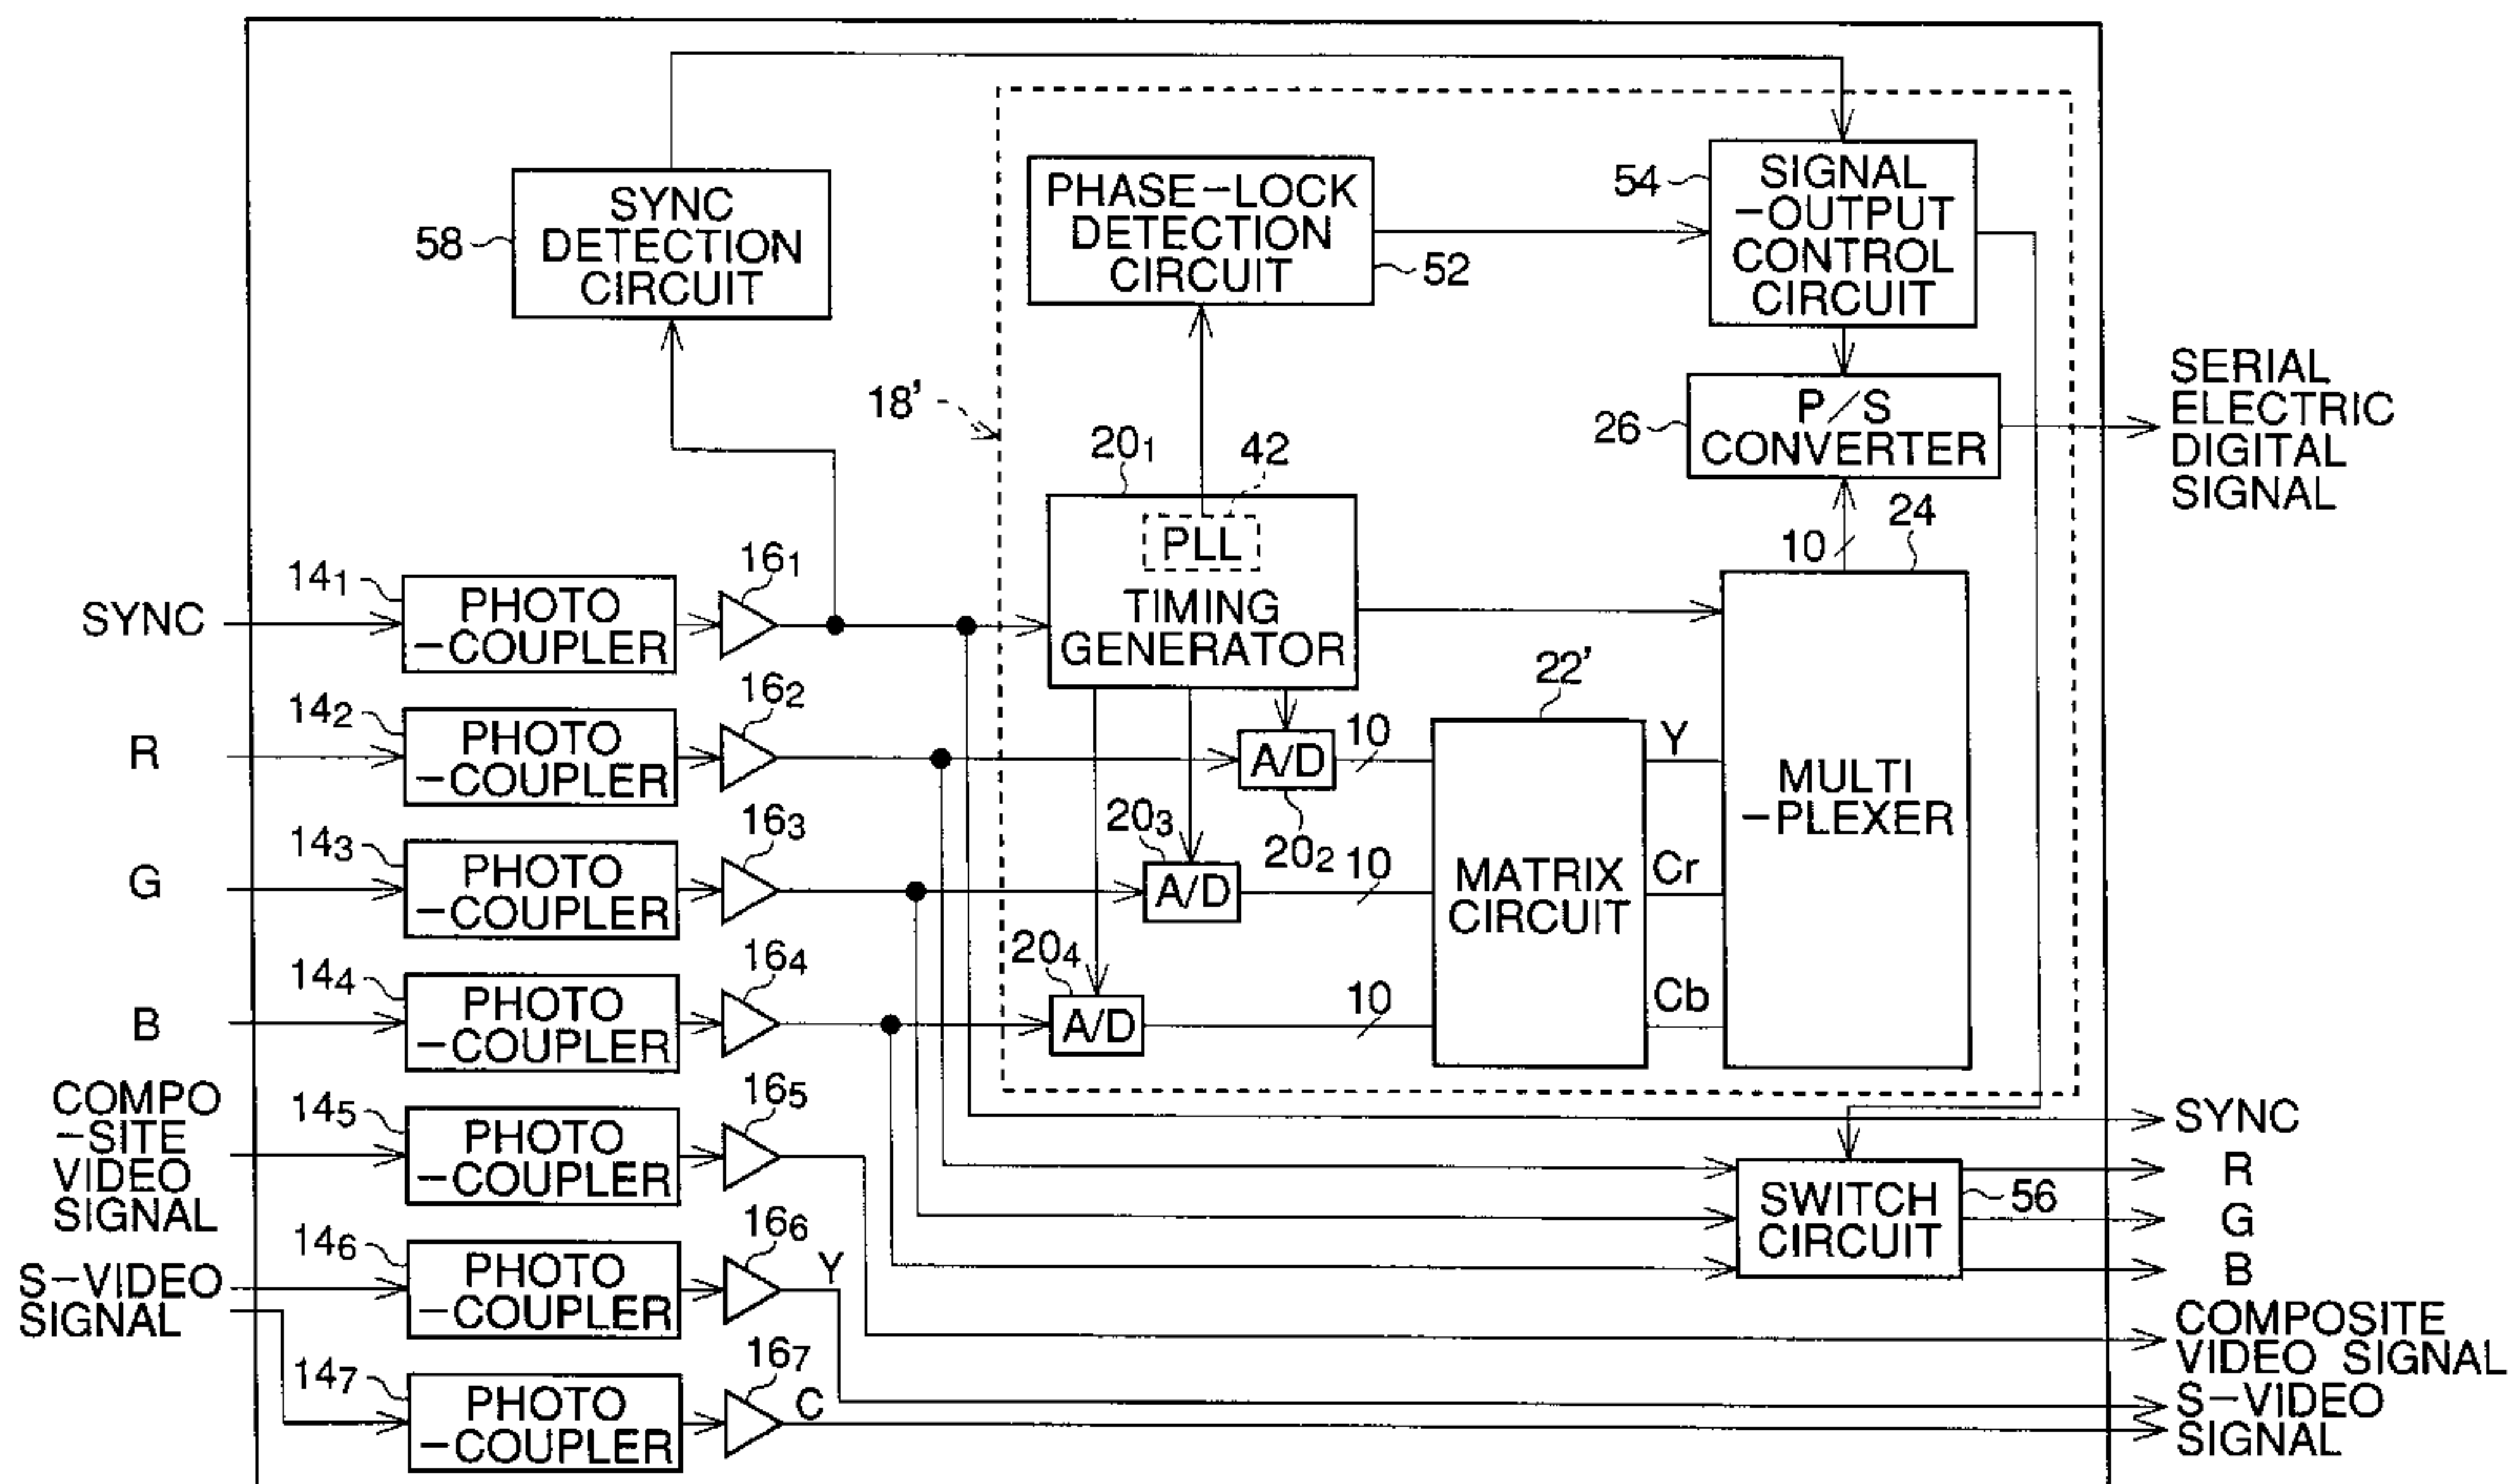 SYNC
DETECTION
CIRCUIT
58
PHASE-LOCK
DETECTION
CIRCUIT
52
54
SIGNAL
-OUTPUT
CONTROL
CIRCUIT
18'
20₁
42
PLL
TIMING
GENERATOR
26
P/S
CONVERTER
SERIAL
ELECTRIC
DIGITAL
SIGNAL
10
24
MULTI
-PLEXER
SYNC
14₁
PHOTO
-COUPLER
16₁
R
14₂
PHOTO
-COUPLER
16₂
A/D
20₂
10
G
14₃
PHOTO
-COUPLER
16₃
20₃
A/D
10
B
14₄
PHOTO
-COUPLER
16₄
20₄
A/D
10
22'
MATRIX
CIRCUIT
Y
Cr
Cb
COMPO
-SITE
VIDEO
SIGNAL
14₅
PHOTO
-COUPLER
16₅
S-VIDEO
SIGNAL
14₆
PHOTO
-COUPLER
16₆
Y
14₇
PHOTO
-COUPLER
16₇
C
SWITCH
CIRCUIT
56
SYNC
R
G
B
COMPOSITE
VIDEO SIGNAL
S-VIDEO
SIGNAL